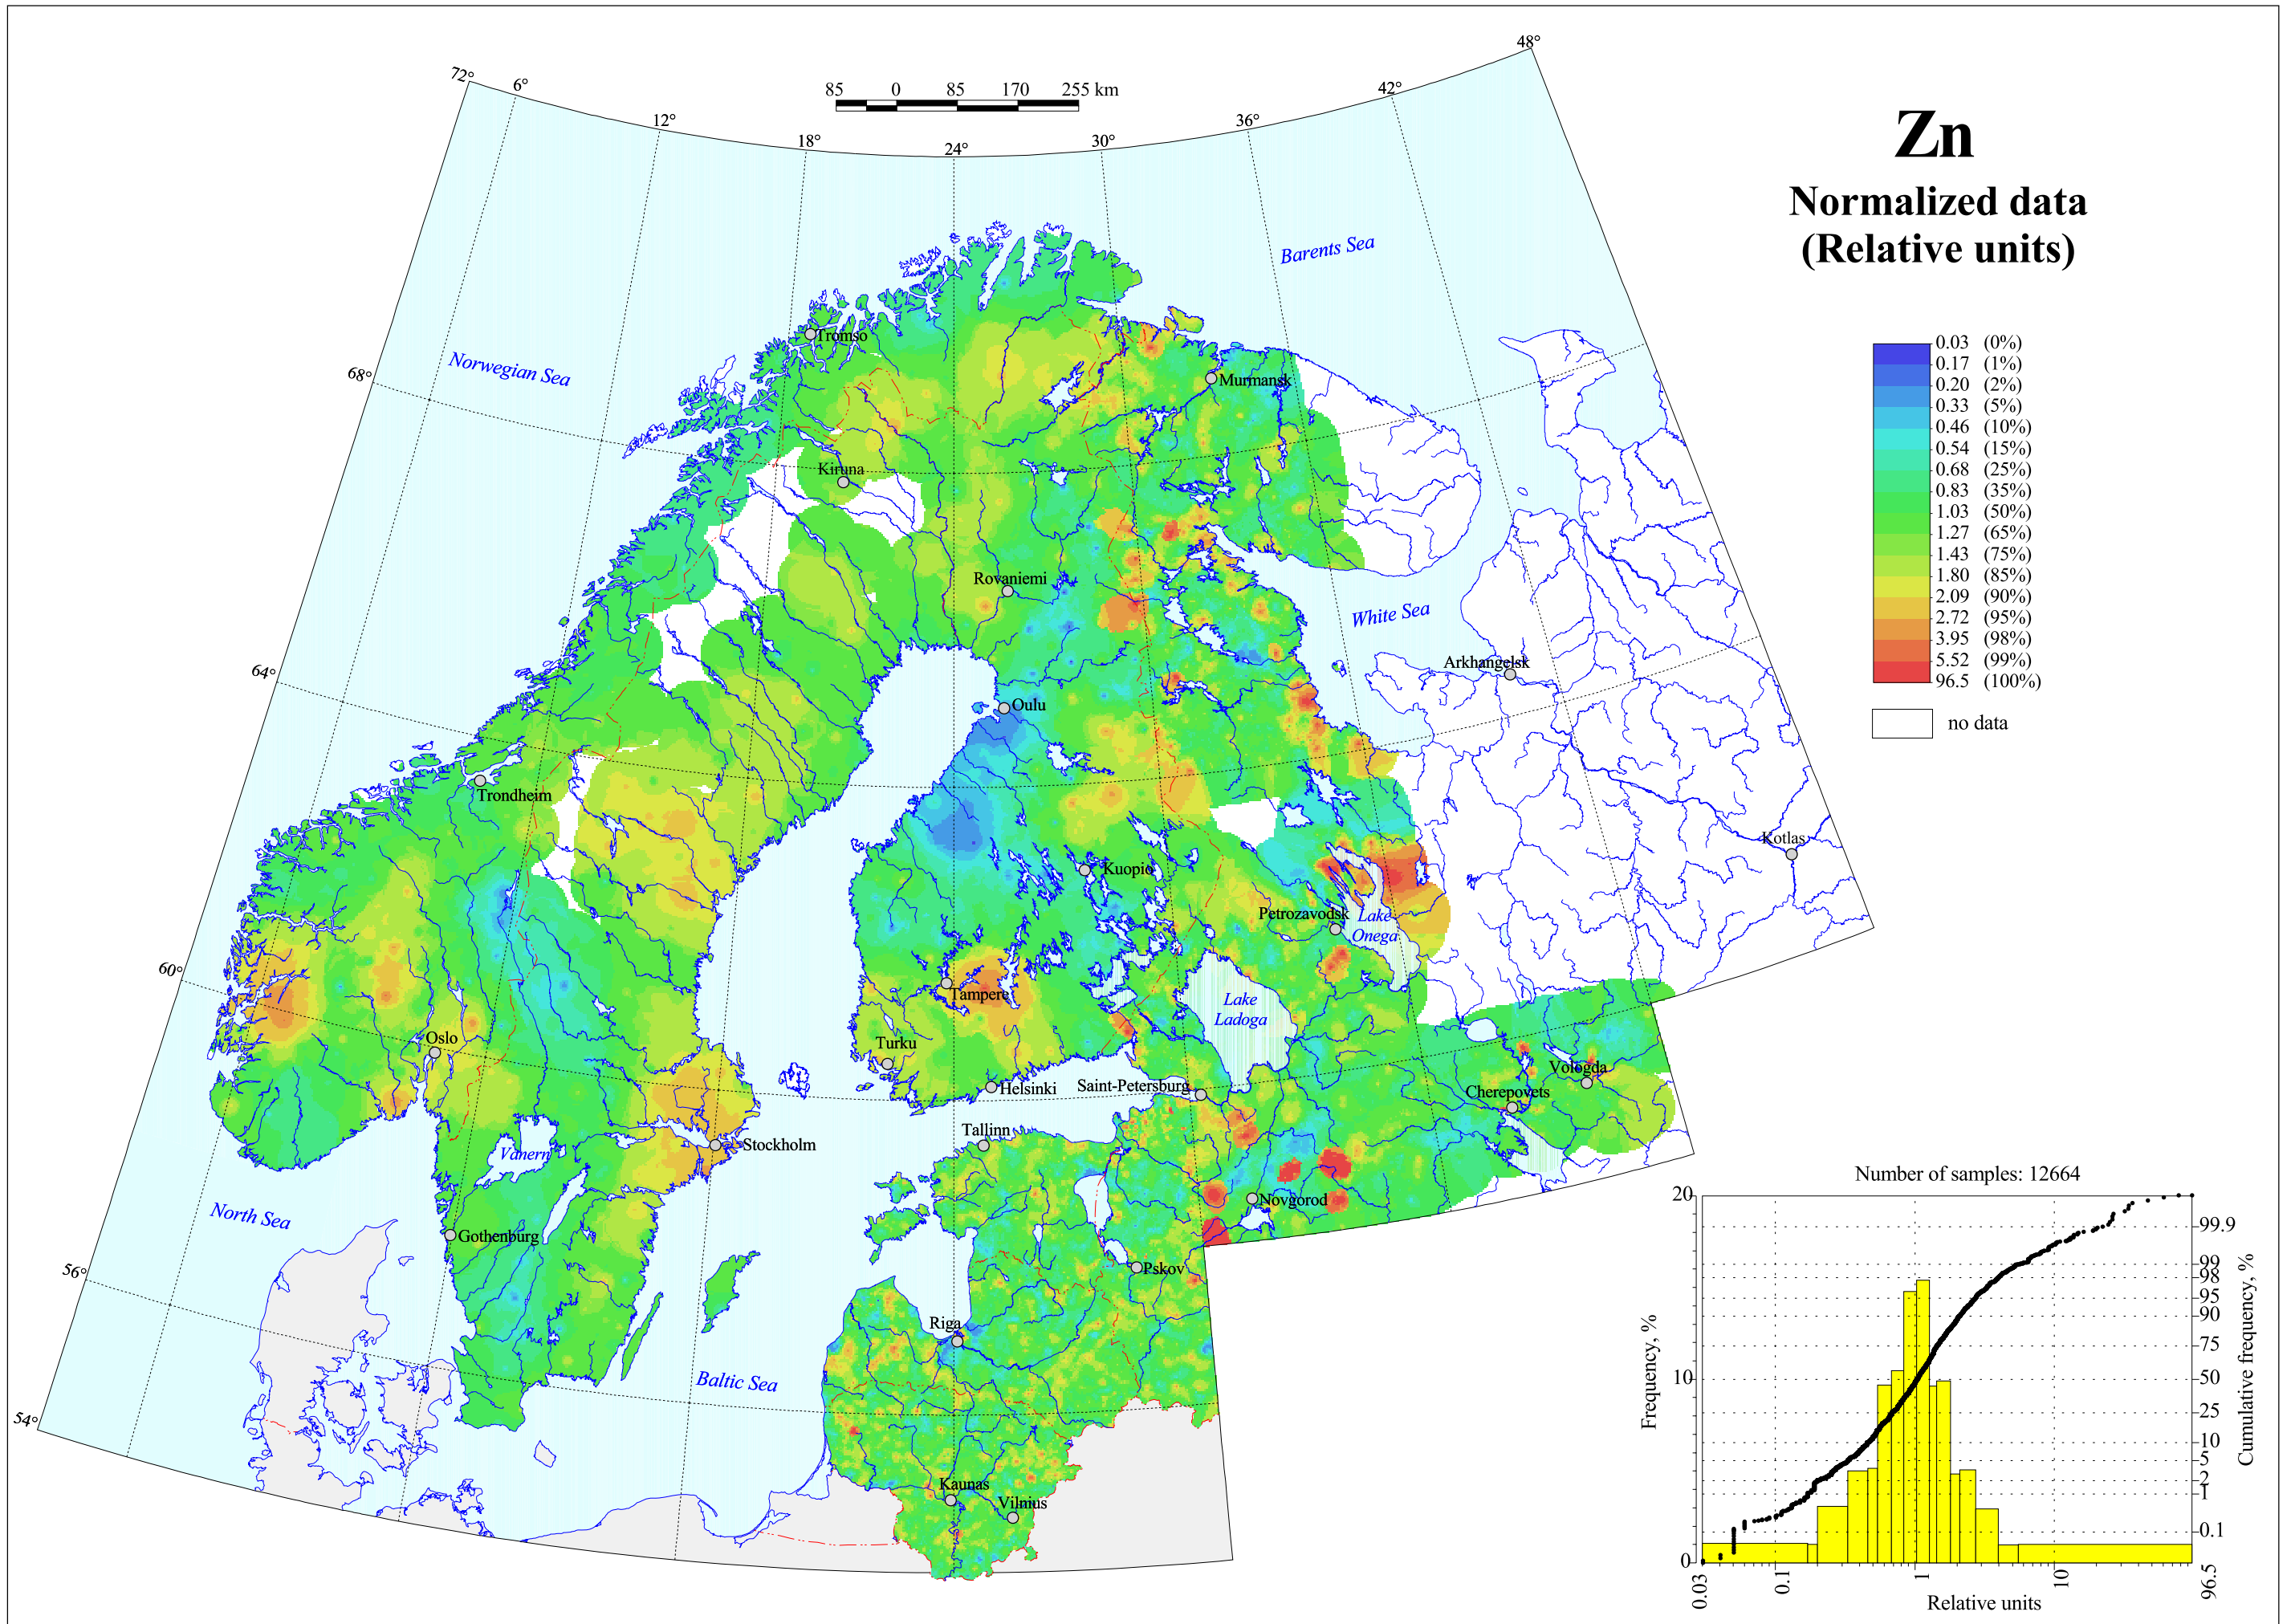 Zn
Normalized data
(Relative units)
85 0 85 170 255 km
72° 6° 12° 18° 24° 30° 36° 42° 48°
68°
64°
60°
56°
54°
Barents Sea
Norwegian Sea
Tromso
Murmansk
Kiruna
Rovaniemi
White Sea
Arkhangelsk
Oulu
Trondheim
Kotlas
Kuopio
Petrozavodsk
Lake
Onega
Tampere
Lake
Ladoga
Oslo
Turku
Helsinki
Saint-Petersburg
Vologda
Cherepovets
Stockholm
Tallinn
Vanern
Novgorod
North Sea
Gothenburg
Pskov
Riga
Baltic Sea
Kaunas
Vilnius
0.03 (0%)
0.17 (1%)
0.20 (2%)
0.33 (5%)
0.46 (10%)
0.54 (15%)
0.68 (25%)
0.83 (35%)
1.03 (50%)
1.27 (65%)
1.43 (75%)
1.80 (85%)
2.09 (90%)
2.72 (95%)
3.95 (98%)
5.52 (99%)
96.5 (100%)
no data
Number of samples: 12664
Frequency, %
20
10
0
Cumulative frequency, %
99.9
99
98
95
90
75
50
25
10
5
2
1
0.1
0.03 0.1 1 10 96.5
Relative units